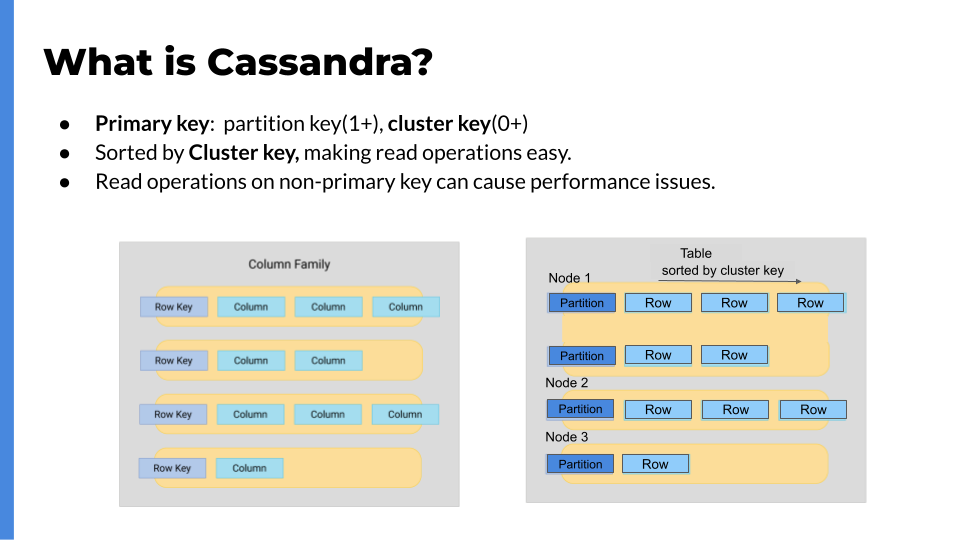 What is Cassandra?
● Primary key: partition key(1+), cluster key(0+)
● Sorted by Cluster key, making read operations easy.
● Read operations on non-primary key can cause performance issues.
Column Family
Row Key Column Column Column
Row Key Column Column
Row Key Column Column Column
Row Key Column
Table
sorted by cluster key
Node 1
Partition Row Row Row
Partition Row Row
Node 2
Partition Row Row Row
Node 3
Partition Row